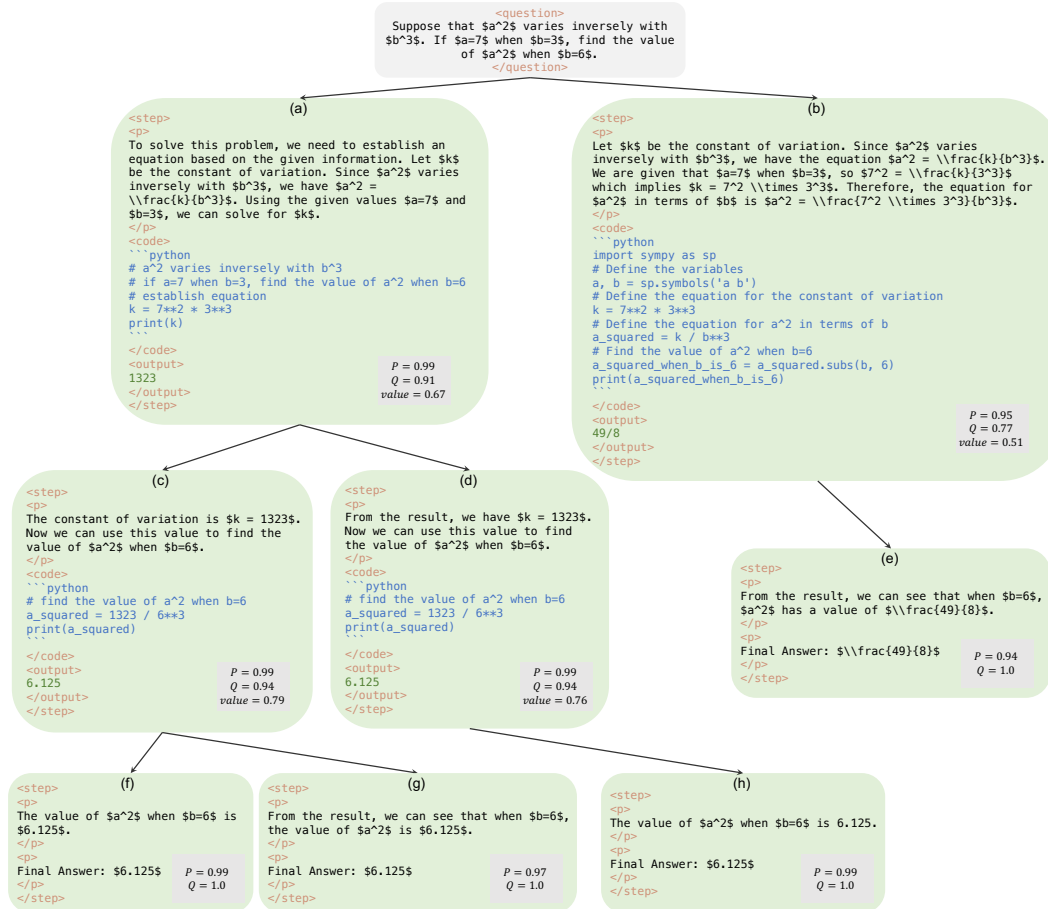 <question>
Suppose that $a^2$ varies inversely with
$b^3$. If $a=7$ when $b=3$, find the value
of $a^2$ when $b=6$.
</question>
(a)
<step>
<p>
To solve this problem, we need to establish an
equation based on the given information. Let $k$
be the constant of variation. Since $a^2$ varies
inversely with $b^3$, we have $a^2 =
\\frac{k}{b^3}$. Using the given values $a=7$ and
$b=3$, we can solve for $k$.
</p>
<code>
```python
# a^2 varies inversely with b^3
# if a=7 when b=3, find the value of a^2 when b=6
# establish equation
k = 7**2 * 3**3
print(k)
```
</code>
<output>
1323
</output>
</step>
P = 0.99
Q = 0.91
value = 0.67
(b)
<step>
<p>
Let $k$ be the constant of variation. Since $a^2$ varies
inversely with $b^3$, we have the equation $a^2 = \\frac{k}{b^3}$.
We are given that $a=7$ when $b=3$, so $7^2 = \\frac{k}{3^3}$
which implies $k = 7^2 \\times 3^3$. Therefore, the equation for
$a^2$ in terms of $b$ is $a^2 = \\frac{7^2 \\times 3^3}{b^3}$.
</p>
<code>
```python
import sympy as sp
# Define the variables
a, b = sp.symbols('a b')
# Define the equation for the constant of variation
k = 7**2 * 3**3
# Define the equation for a^2 in terms of b
a_squared = k / b**3
# Find the value of a^2 when b=6
a_squared_when_b_is_6 = a_squared.subs(b, 6)
print(a_squared_when_b_is_6)
```
</code>
<output>
49/8
</output>
</step>
P = 0.95
Q = 0.77
value = 0.51
(c)
<step>
<p>
The constant of variation is $k = 1323$.
Now we can use this value to find the
value of $a^2$ when $b=6$.
</p>
<code>
```python
# find the value of a^2 when b=6
a_squared = 1323 / 6**3
print(a_squared)
```
</code>
<output>
6.125
</output>
</step>
P = 0.99
Q = 0.94
value = 0.79
(d)
<step>
<p>
From the result, we have $k = 1323$.
Now we can use this value to find
the value of $a^2$ when $b=6$.
</p>
<code>
```python
# find the value of a^2 when b=6
a_squared = 1323 / 6**3
print(a_squared)
```
</code>
<output>
6.125
</output>
</step>
P = 0.99
Q = 0.94
value = 0.76
(e)
<step>
<p>
From the result, we can see that when $b=6$,
$a^2$ has a value of $\\frac{49}{8}$.
</p>
<p>
Final Answer: $\\frac{49}{8}$
</p>
</step>
P = 0.94
Q = 1.0
(f)
<step>
<p>
The value of $a^2$ when $b=6$ is
$6.125$.
</p>
<p>
Final Answer: $6.125$
</p>
</step>
P = 0.99
Q = 1.0
(g)
<step>
<p>
From the result, we can see that when $b=6$,
the value of $a^2$ is $6.125$.
</p>
<p>
Final Answer: $6.125$
</p>
</step>
P = 0.97
Q = 1.0
(h)
<step>
<p>
The value of $a^2$ when $b=6$ is 6.125.
</p>
<p>
Final Answer: $6.125$
</p>
</step>
P = 0.99
Q = 1.0